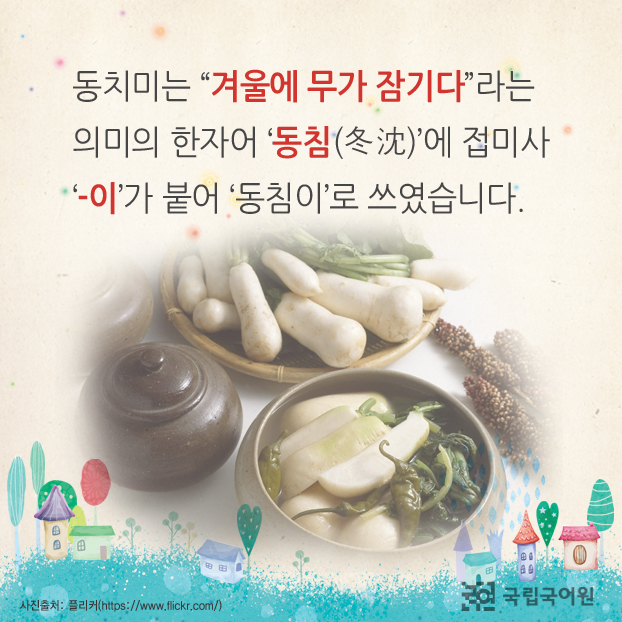 동치미는 “겨울에 무가 잠기다”라는
의미의 한자어 ‘동침(冬沈)’에 접미사
‘-이’가 붙어 ‘동침이’로 쓰였습니다.
사진출처: 플리커(https://www.flickr.com/)
국립국어원